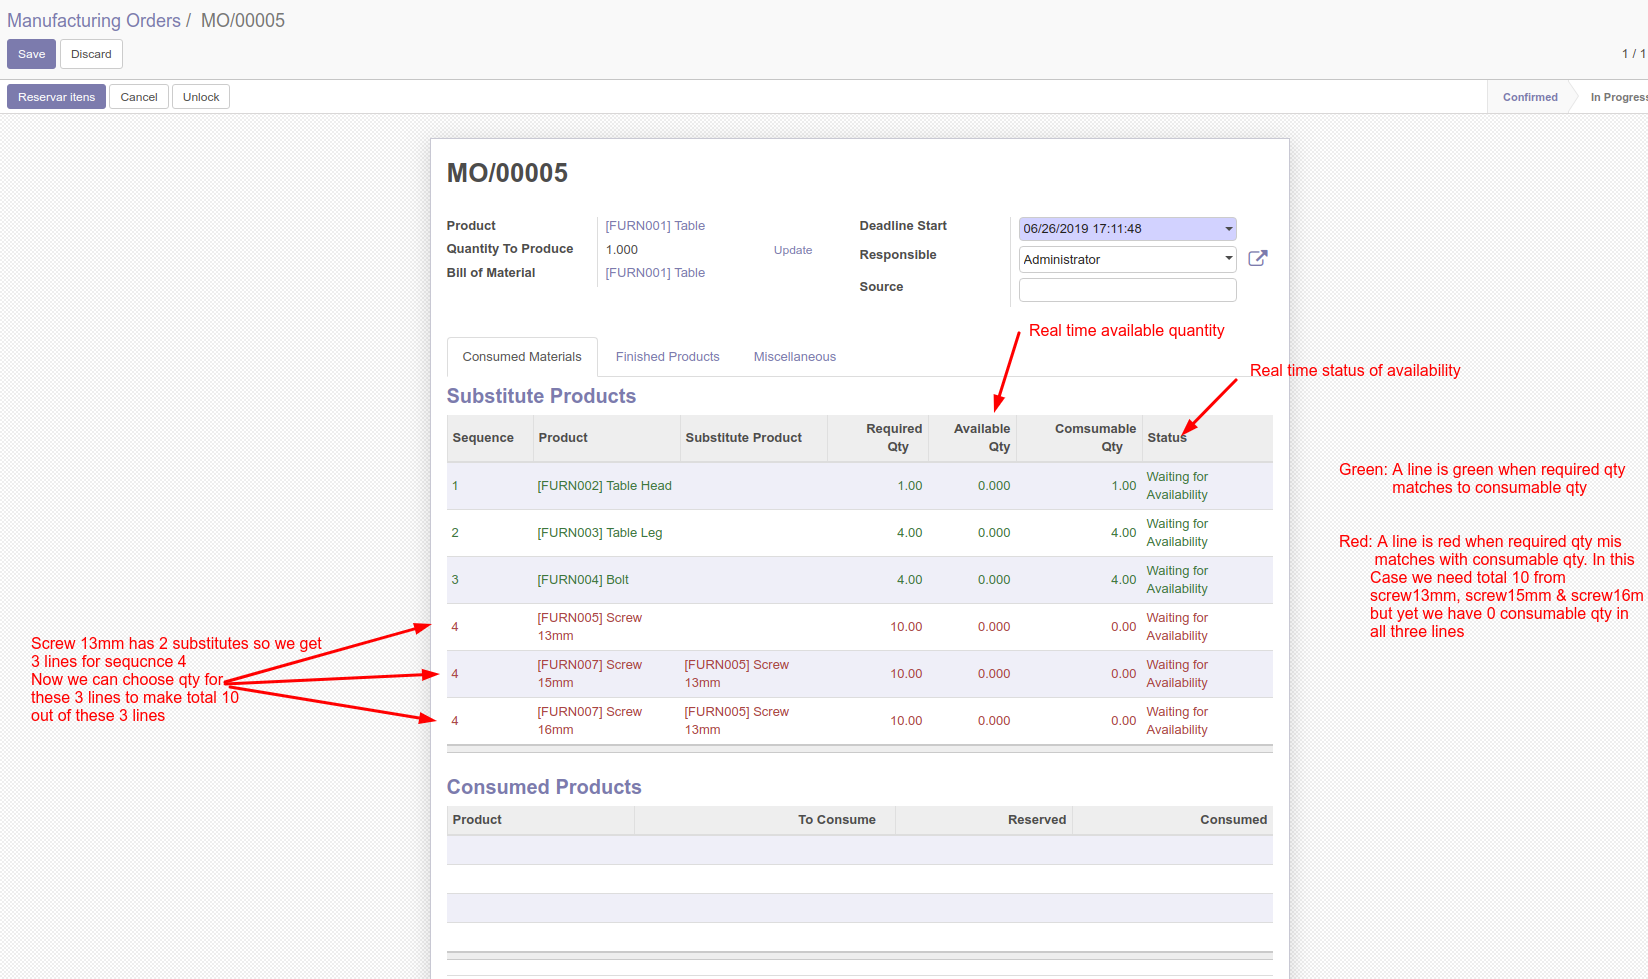 Manufacturing Orders / MO/00005
Save
Discard
1 / 1
Reservar itens
Cancel
Unlock
Confirmed
In Progress
MO/00005
Product
[FURN001] Table
Quantity To Produce
1.000
Update
Bill of Material
[FURN001] Table
Deadline Start
06/26/2019 17:11:48
Responsible
Administrator
Source
Real time available quantity
Real time status of availability
Consumed Materials
Finished Products
Miscellaneous
Substitute Products
Sequence
Product
Substitute Product
Required
Qty
Available
Qty
Comsumable
Qty
Status
1
[FURN002] Table Head
1.00
0.000
1.00
Waiting for
Availability
2
[FURN003] Table Leg
4.00
0.000
4.00
Waiting for
Availability
3
[FURN004] Bolt
4.00
0.000
4.00
Waiting for
Availability
4
[FURN005] Screw
13mm
10.00
0.000
0.00
Waiting for
Availability
4
[FURN007] Screw
15mm
[FURN005] Screw
13mm
10.00
0.000
0.00
Waiting for
Availability
4
[FURN007] Screw
16mm
[FURN005] Screw
13mm
10.00
0.000
0.00
Waiting for
Availability
Green: A line is green when required qty
matches to consumable qty
Red: A line is red when required qty mis
matches with consumable qty. In this
Case we need total 10 from
screw13mm, screw15mm & screw16m
but yet we have 0 consumable qty in
all three lines
Screw 13mm has 2 substitutes so we get
3 lines for sequcnce 4
Now we can choose qty for
these 3 lines to make total 10
out of these 3 lines
Consumed Products
Product
To Consume
Reserved
Consumed